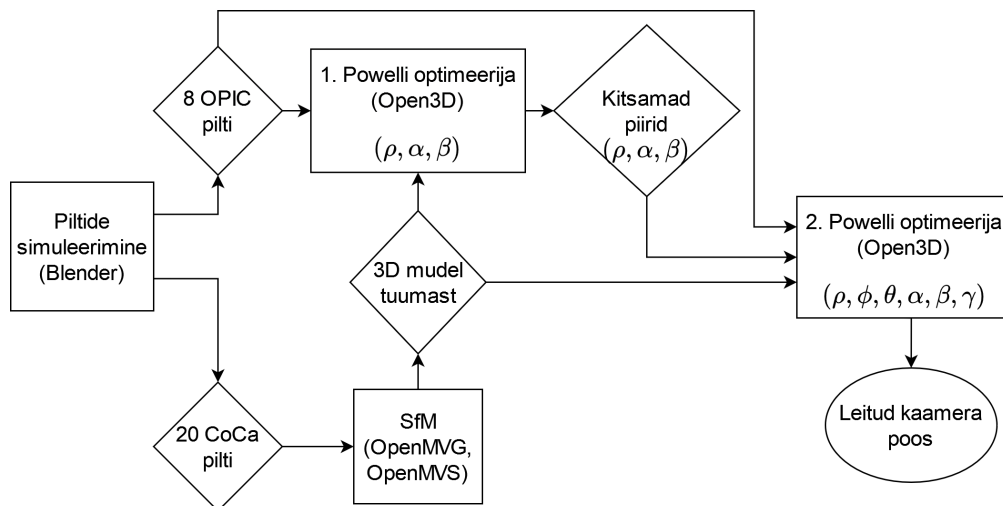 8 OPIC
pilti
1. Powelli optimeerija
(Open3D)
(ρ, α, β)
Kitsamad
piirid
(ρ, α, β)
Piltide
simuleerimine
(Blender)
3D mudel
tuumast
2. Powelli optimeerija
(Open3D)
(ρ, ϕ, θ, α, β, γ)
20 CoCa
pilti
SfM
(OpenMVG,
OpenMVS)
Leitud kaamera
poos